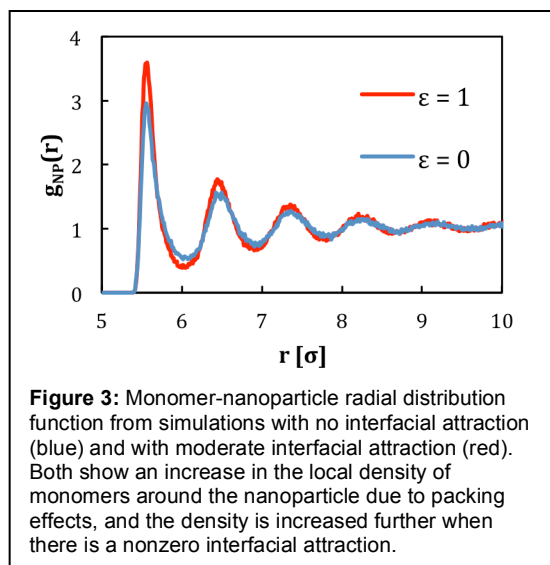 4
3
2
1
0
g_NP(r)
ε = 1
ε = 0
5 6 7 8 9 10
r [σ]
Figure 3: Monomer-nanoparticle radial distribution
function from simulations with no interfacial attraction
(blue) and with moderate interfacial attraction (red).
Both show an increase in the local density of
monomers around the nanoparticle due to packing
effects, and the density is increased further when
there is a nonzero interfacial attraction.